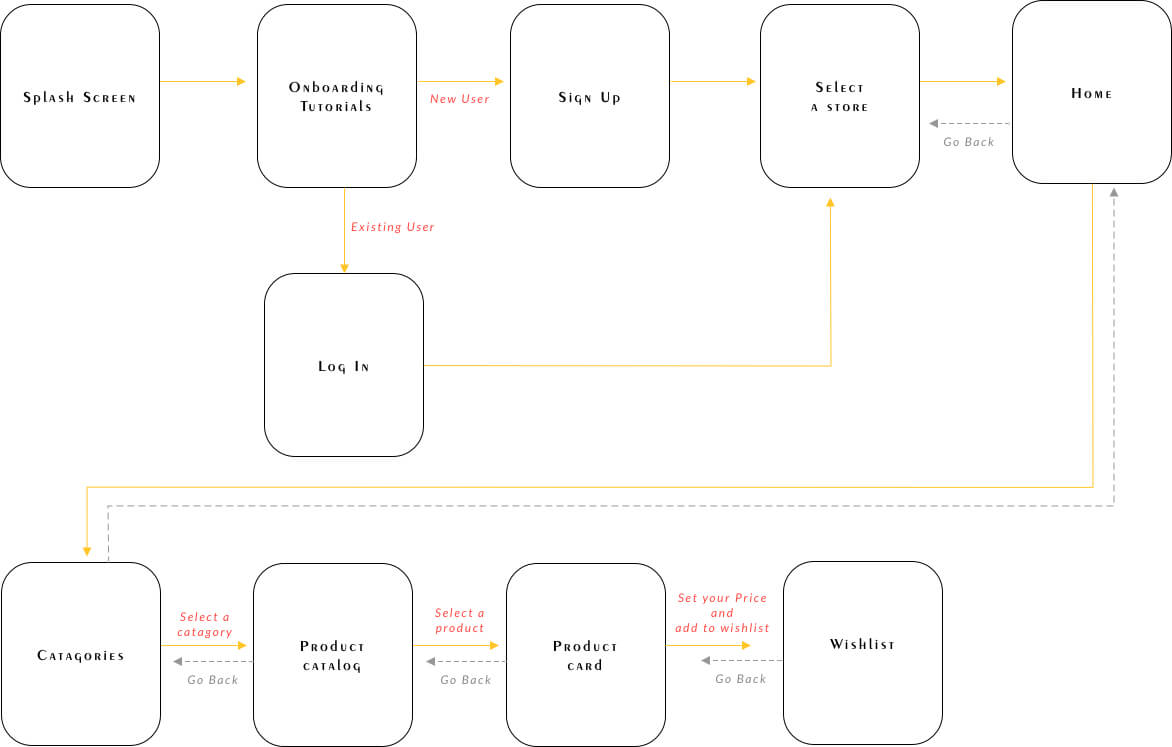 Splash Screen
Onboarding
Tutorials
New User
Sign Up
Select
a store
Go Back
Home
Existing User
Log In
Catagories
Select a
catagory
Go Back
Product
catalog
Select a
product
Go Back
Product
card
Set your Price
and
add to wishlist
Go Back
Wishlist